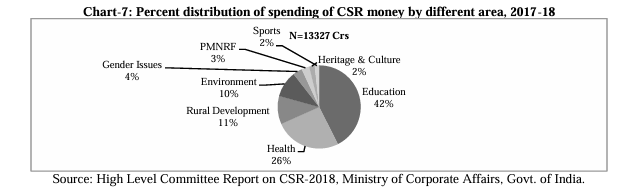 Chart-7: Percent distribution of spending of CSR money by different area, 2017-18
Sports
2%
N=13327 Crs
PMNRF
3%
Heritage & Culture
2%
Gender Issues
4%
Environment
10%
Education
42%
Rural Development
11%
Health
26%
Source: High Level Committee Report on CSR-2018, Ministry of Corporate Affairs, Govt. of India.